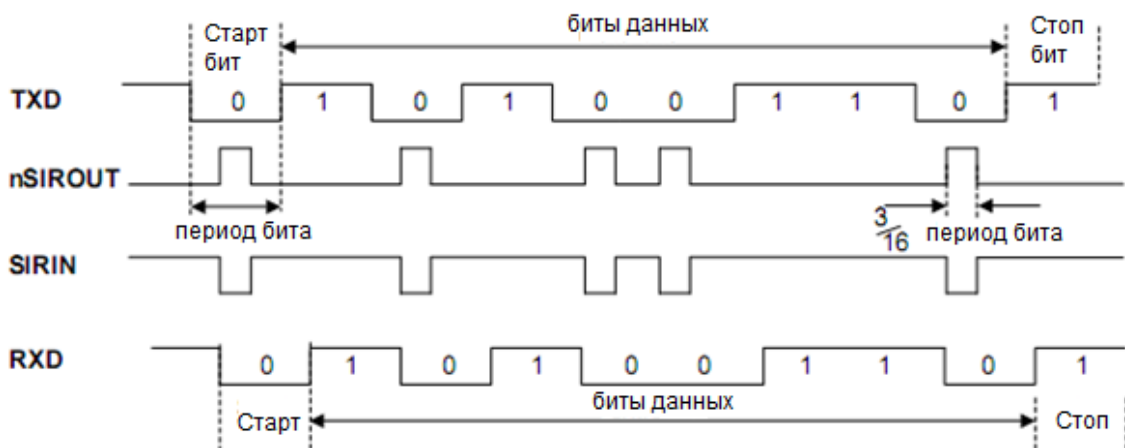 Старт бит
биты данных
Стоп бит
TXD 0 1 0 1 0 0 1 1 0 1
nSIROUT
период бита
3/16 период бита
SIRIN
RXD 0 1 0 1 0 0 1 1 0 1
Старт
биты данных
Стоп